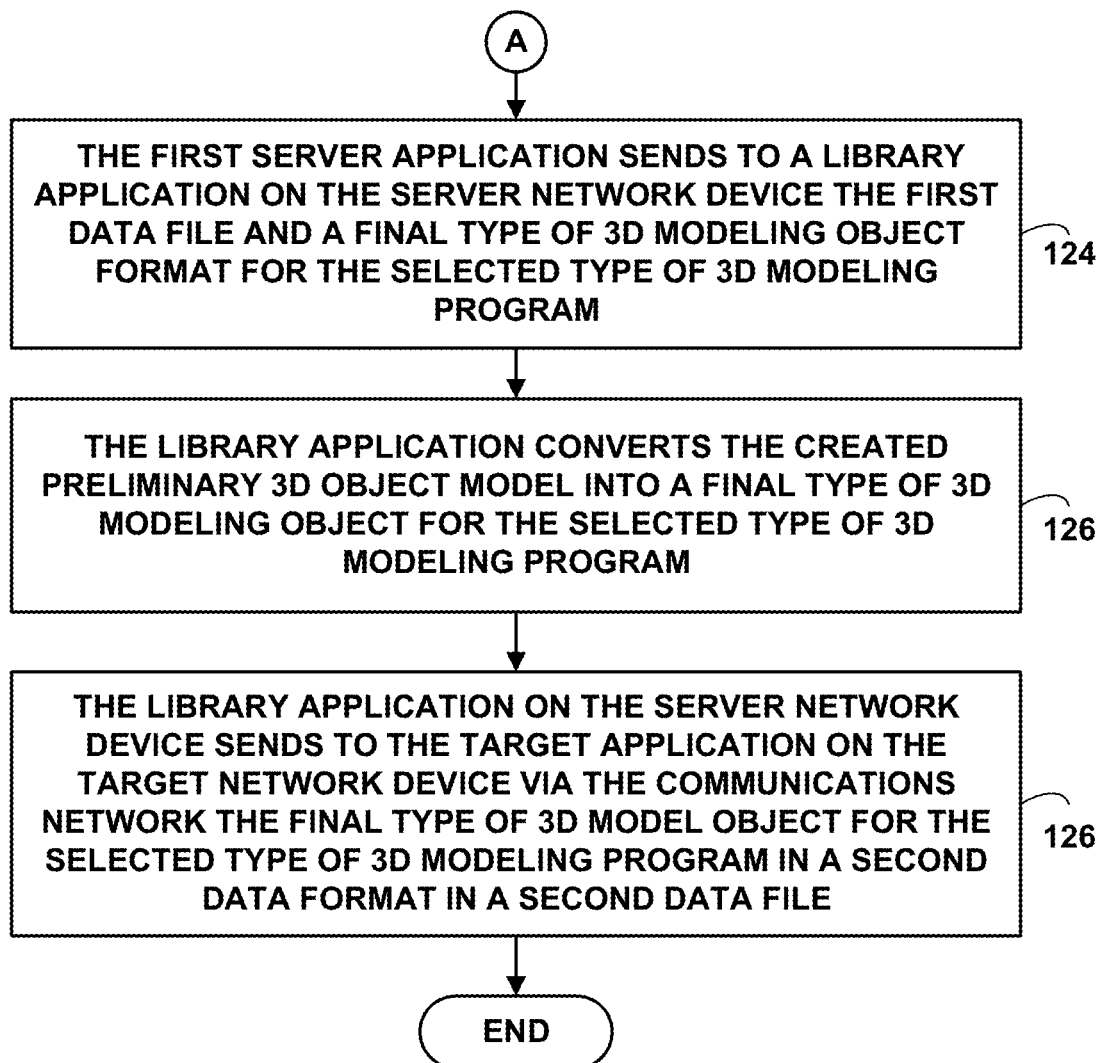 A
THE FIRST SERVER APPLICATION SENDS TO A LIBRARY
APPLICATION ON THE SERVER NETWORK DEVICE THE FIRST
DATA FILE AND A FINAL TYPE OF 3D MODELING OBJECT
FORMAT FOR THE SELECTED TYPE OF 3D MODELING
PROGRAM
124
THE LIBRARY APPLICATION CONVERTS THE CREATED
PRELIMINARY 3D OBJECT MODEL INTO A FINAL TYPE OF 3D
MODELING OBJECT FOR THE SELECTED TYPE OF 3D
MODELING PROGRAM
126
THE LIBRARY APPLICATION ON THE SERVER NETWORK
DEVICE SENDS TO THE TARGET APPLICATION ON THE
TARGET NETWORK DEVICE VIA THE COMMUNICATIONS
NETWORK THE FINAL TYPE OF 3D MODEL OBJECT FOR THE
SELECTED TYPE OF 3D MODELING PROGRAM IN A SECOND
DATA FORMAT IN A SECOND DATA FILE
126
END